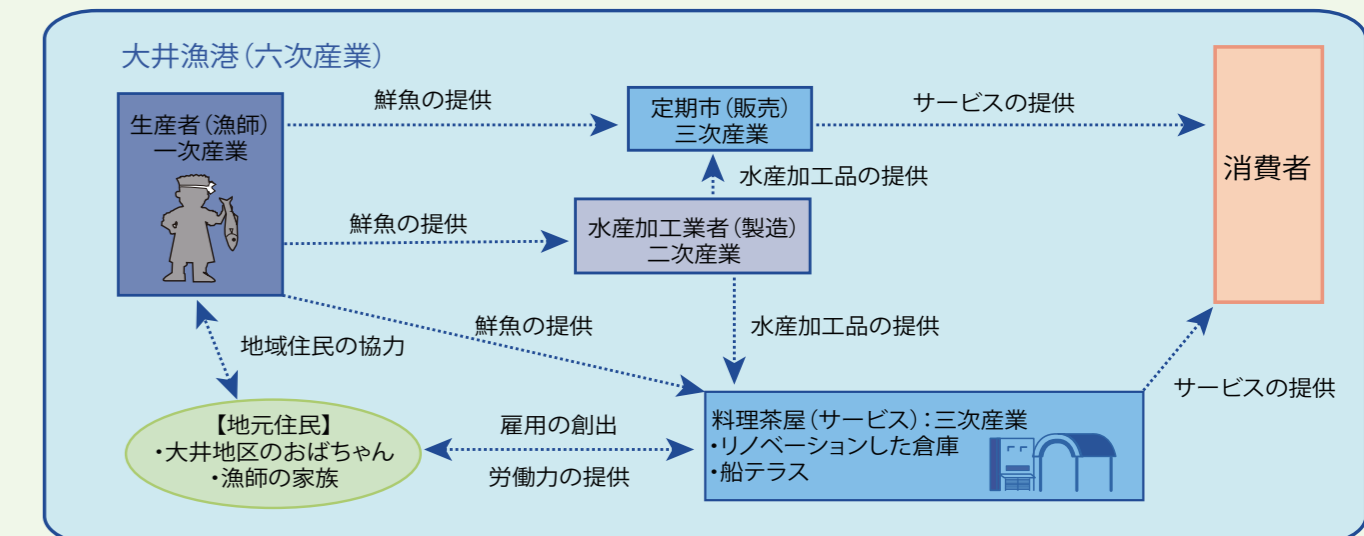 大井漁港（六次産業）
生産者（漁師）
一次産業
鮮魚の提供
定期市（販売）
三次産業
サービスの提供
消費者
水産加工品の提供
鮮魚の提供
水産加工業者（製造）
二次産業
鮮魚の提供
水産加工品の提供
地域住民の協力
サービスの提供
【地元住民】
・大井地区のおばちゃん
・漁師の家族
雇用の創出
労働力の提供
料理茶屋（サービス）：三次産業
・リノベーションした倉庫
・船テラス